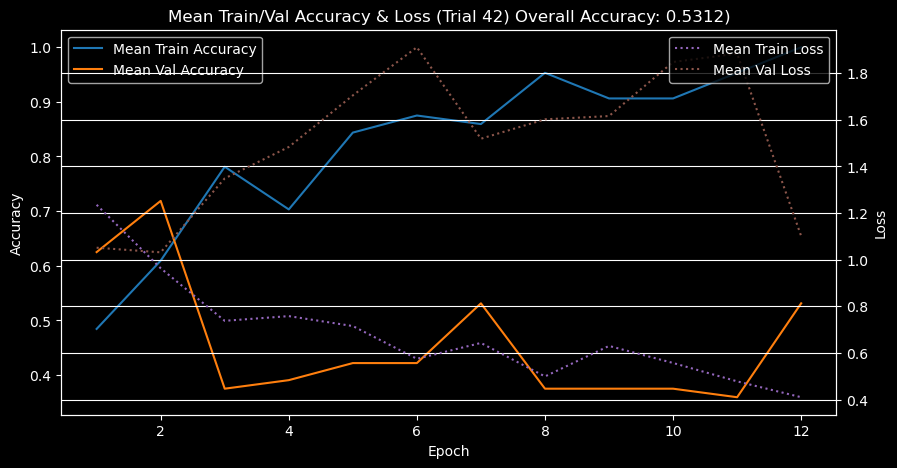 Mean Train/Val Accuracy & Loss (Trial 42) Overall Accuracy: 0.5312)
Mean Train Accuracy
Mean Val Accuracy
Mean Train Loss
Mean Val Loss
1.0
0.9
0.8
0.7
0.6
0.5
0.4
Accuracy
1.8
1.6
1.4
1.2
1.0
0.8
0.6
0.4
Loss
2 4 6 8 10 12
Epoch